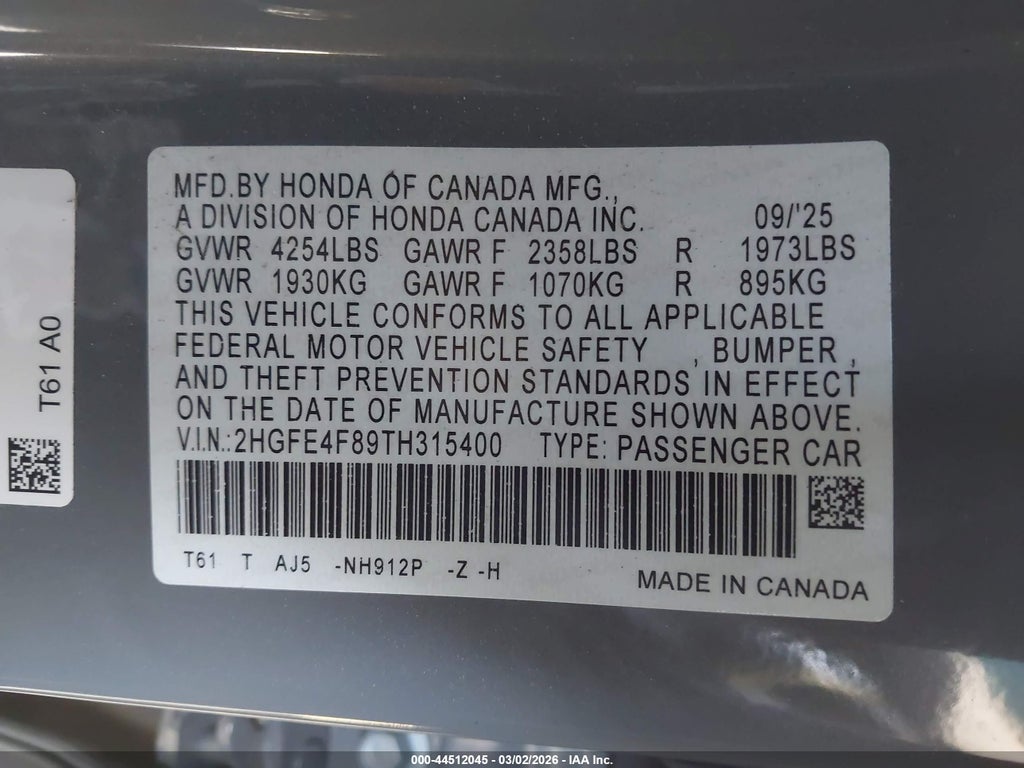 MFD.BY HONDA OF CANADA MFG.,
A DIVISION OF HONDA CANADA INC. 09/'25
GVWR 4254LBS GAWR F 2358LBS R 1973LBS
GVWR 1930KG GAWR F 1070KG R 895KG
THIS VEHICLE CONFORMS TO ALL APPLICABLE
FEDERAL MOTOR VEHICLE SAFETY , BUMPER ,
AND THEFT PREVENTION STANDARDS IN EFFECT
ON THE DATE OF MANUFACTURE SHOWN ABOVE.
V.I.N.:2HGFE4F89TH315400 TYPE: PASSENGER CAR
T61 T AJ5 -NH912P -Z -H
MADE IN CANADA
T61 A0
000-44512045 - 03/02/2026 - IAA Inc.